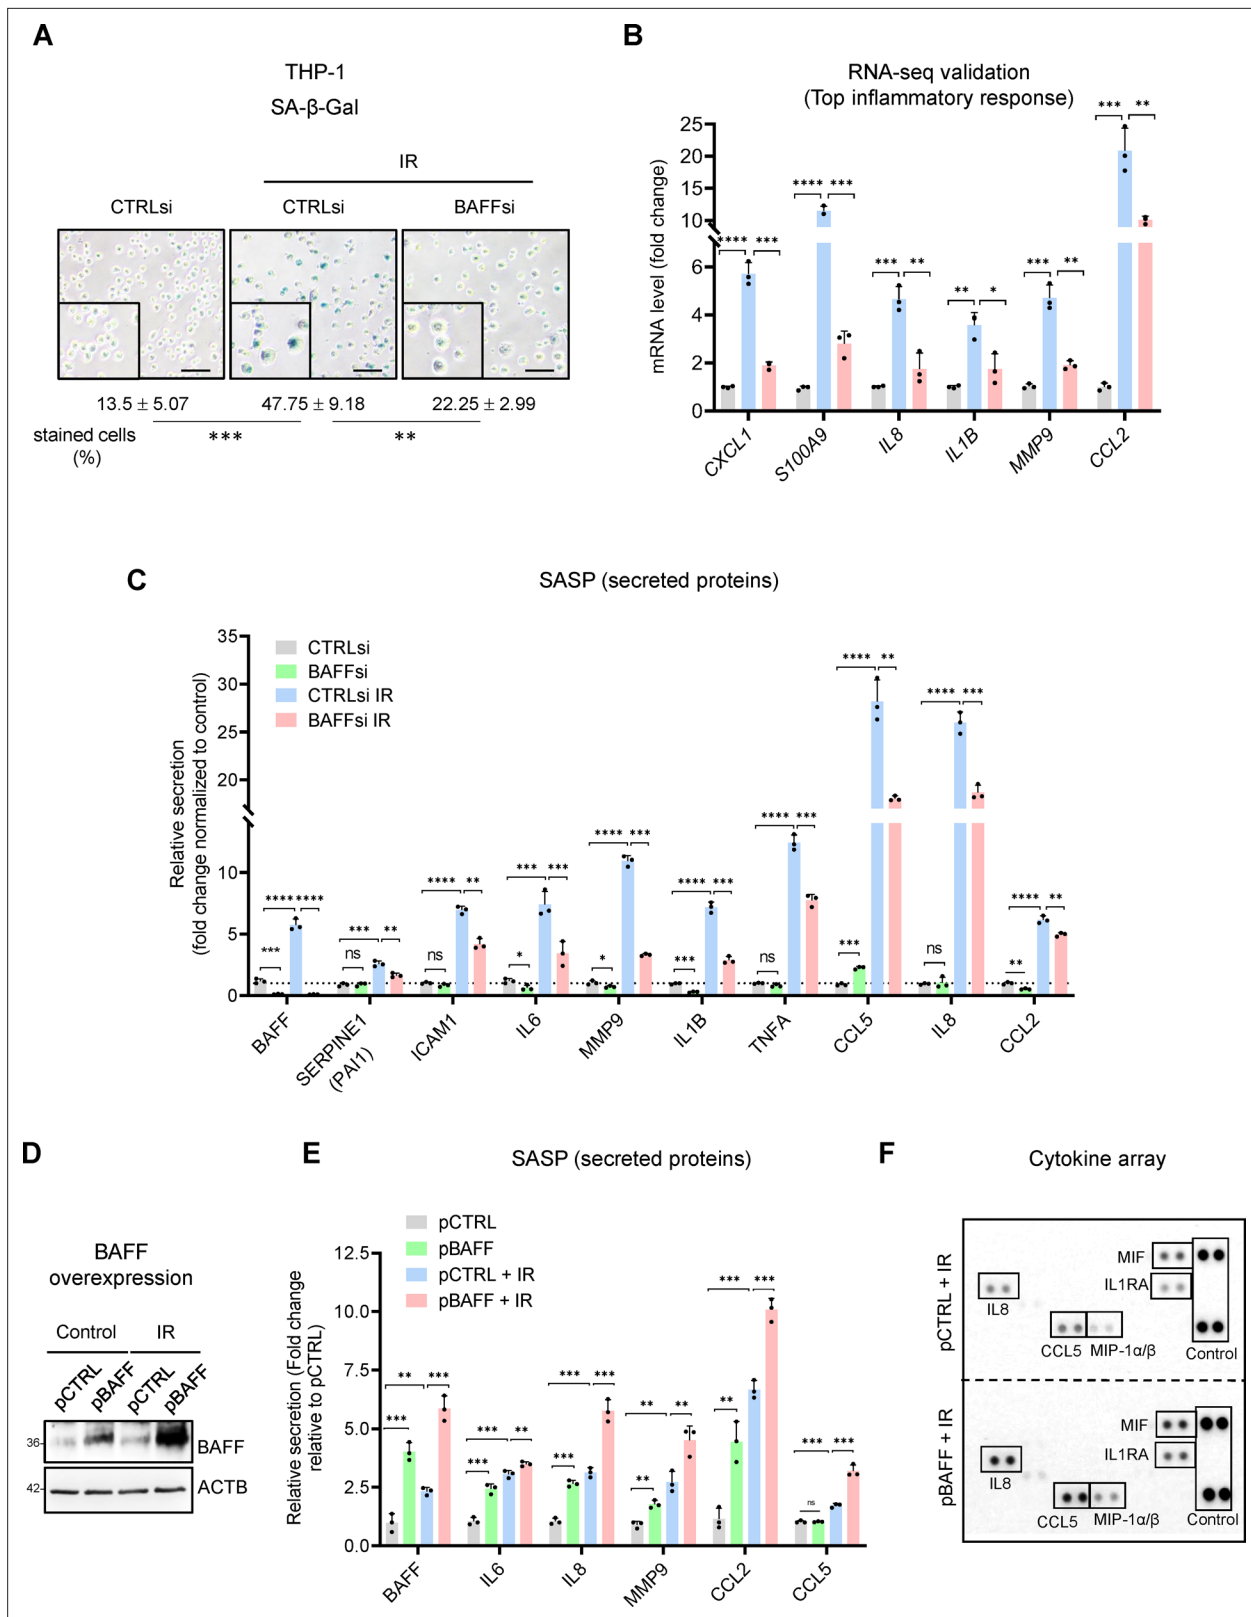 A
THP-1
SA-β-Gal
IR
CTRLsi CTRLsi BAFFsi
13.5 ± 5.07 47.75 ± 9.18 22.25 ± 2.99
stained cells
(%)
*** **
B
RNA-seq validation
(Top inflammatory response)
mRNA level (fold change)
25
20
15
10
6
4
2
0
**** ***
**** ***
*** **
** *
*** **
*** **
CXCL1 S100A9 IL8 IL1B MMP9 CCL2
C
SASP (secreted proteins)
Relative secretion
(fold change normalized to control)
35
30
25
20
10
5
0
CTRLsi
BAFFsi
CTRLsi IR
BAFFsi IR
**** ****
***
*** **
ns
**** **
ns
*** ***
*
**** ***
*
**** ***
***
**** ***
ns
**** **
***
**** ***
ns
**** **
**
BAFF SERPINE1 ICAM1 IL6 MMP9 IL1B TNFA CCL5 IL8 CCL2
(PAI1)
D
BAFF
overexpression
Control IR
pCTRL pBAFF pCTRL pBAFF
36- BAFF
42- ACTB
E
SASP (secreted proteins)
Relative secretion (Fold change
relative to pCTRL)
12.5
10.0
7.5
5.0
2.5
0.0
pCTRL
pBAFF
pCTRL + IR
pBAFF + IR
** ***
***
*** **
***
*** ***
***
** **
**
*** ***
**
*** ***
ns
BAFF IL6 IL8 MMP9 CCL2 CCL5
F
Cytokine array
pCTRL + IR
MIF
IL1RA
IL8
CCL5 MIP-1α/β Control
pBAFF + IR
MIF
IL1RA
IL8
CCL5 MIP-1α/β Control